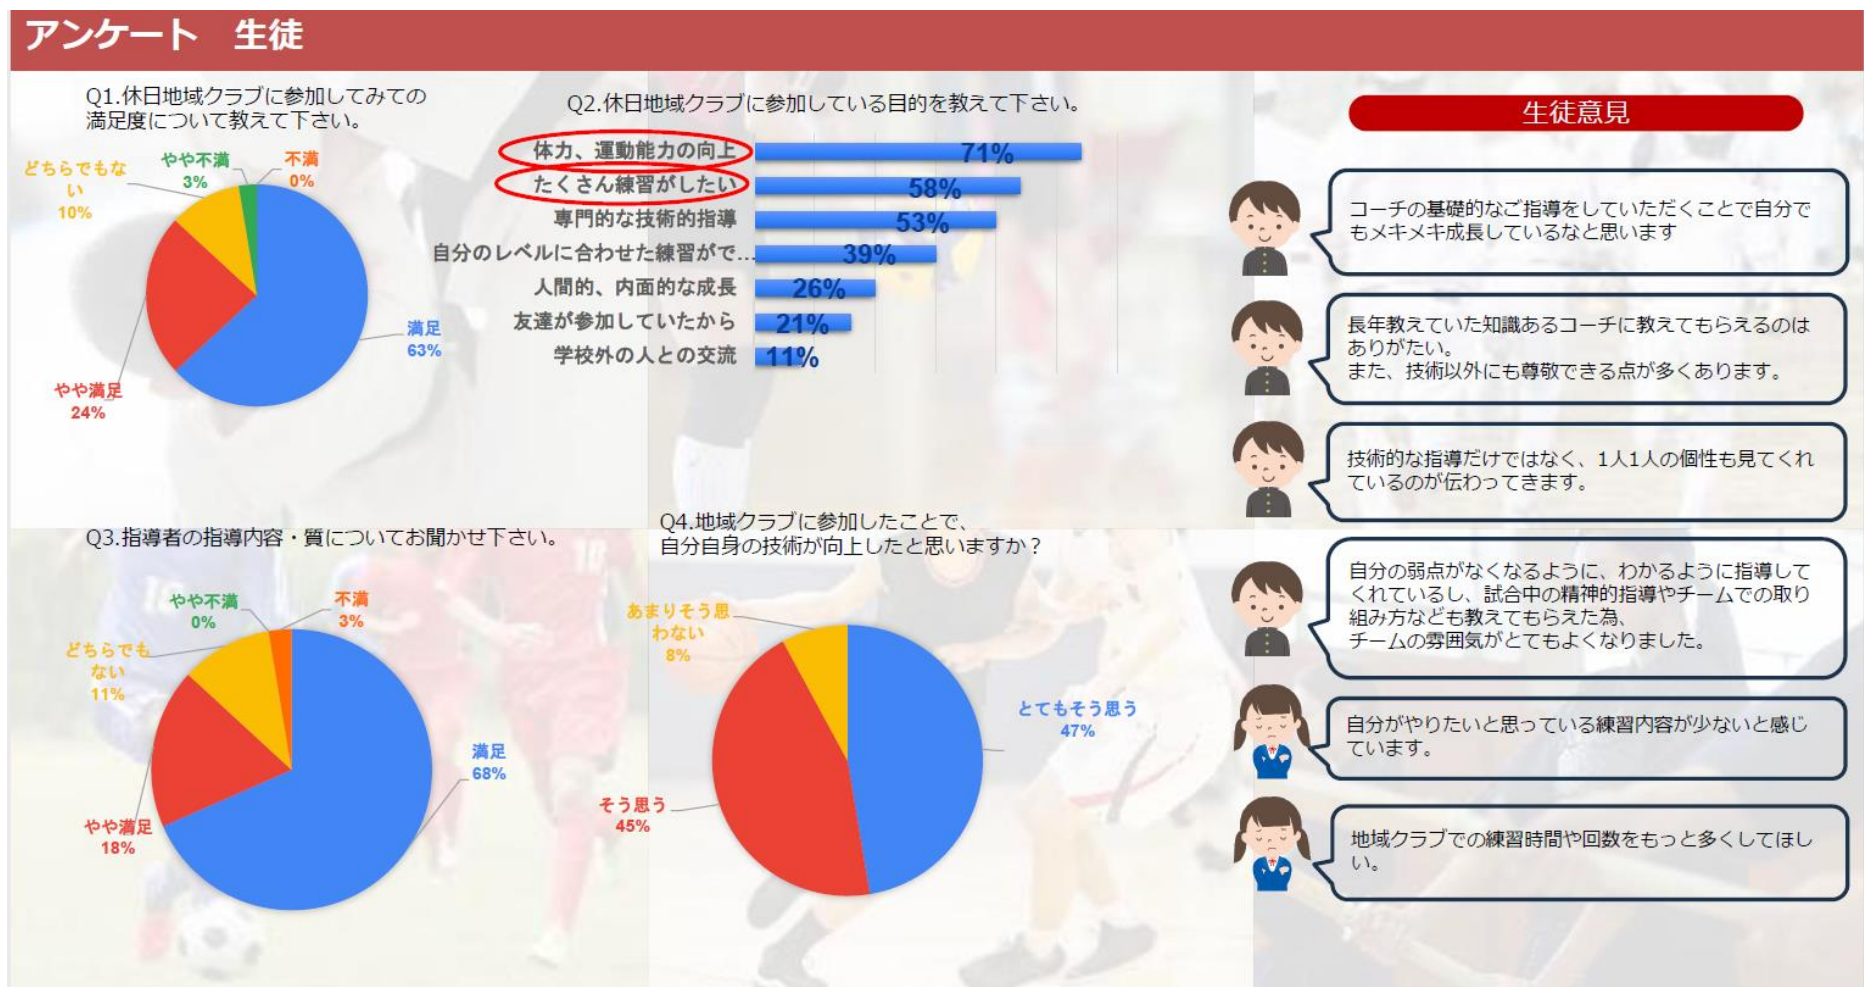 アンケート　生徒
Q1.休日地域クラブに参加してみての
満足度について教えて下さい。
どちらでもな
い
10%
やや不満
3%
不満
0%
満足
63%
やや満足
24%
Q2.休日地域クラブに参加している目的を教えて下さい。
体力、運動能力の向上 71%
たくさん練習がしたい 58%
専門的な技術的指導 53%
自分のレベルに合わせた練習がで… 39%
人間的、内面的な成長 26%
友達が参加していたから 21%
学校外の人との交流 11%
Q3.指導者の指導内容・質についてお聞かせ下さい。
やや不満
0%
不満
3%
どちらでも
ない
11%
満足
68%
やや満足
18%
Q4.地域クラブに参加したことで、
自分自身の技術が向上したと思いますか？
あまりそう思
わない
8%
とてもそう思う
47%
そう思う
45%
生徒意見
コーチの基礎的なご指導をしていただくことで自分で
もメキメキ成長しているなと思います
長年教えていた知識あるコーチに教えてもらえるのは
ありがたい。
また、技術以外にも尊敬できる点が多くあります。
技術的な指導だけではなく、1人1人の個性も見てくれ
ているのが伝わってきます。
自分の弱点がなくなるように、わかるように指導して
くれているし、試合中の精神的指導やチームでの取り
組み方なども教えてもらえた為、
チームの雰囲気がとてもよくなりました。
自分がやりたいと思っている練習内容が少ないと感じ
ています。
地域クラブでの練習時間や回数をもっと多くしてほし
い。